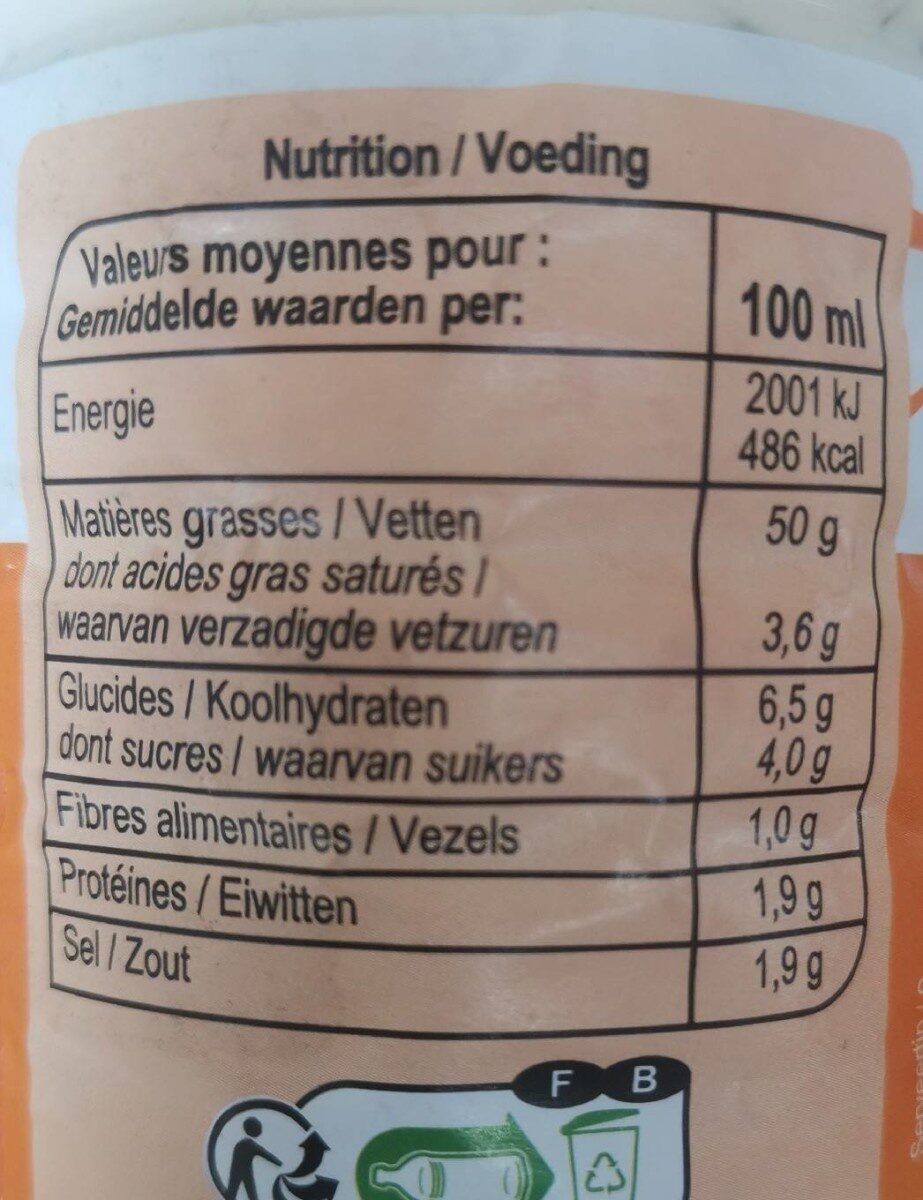 Nutrition / Voeding
Valeurs moyennes pour :
Gemiddelde waarden per:
100 ml
Energie
2001 kJ
486 kcal
Matières grasses / Vetten
50 g
dont acides gras saturés /
waarvan verzadigde vetzuren
3,6 g
Glucides / Koolhydraten
6,5 g
dont sucres / waarvan suikers
4,0 g
Fibres alimentaires / Vezels
1,0 g
Protéines / Eiwitten
1,9 g
Sel / Zout
1,9 g
F B